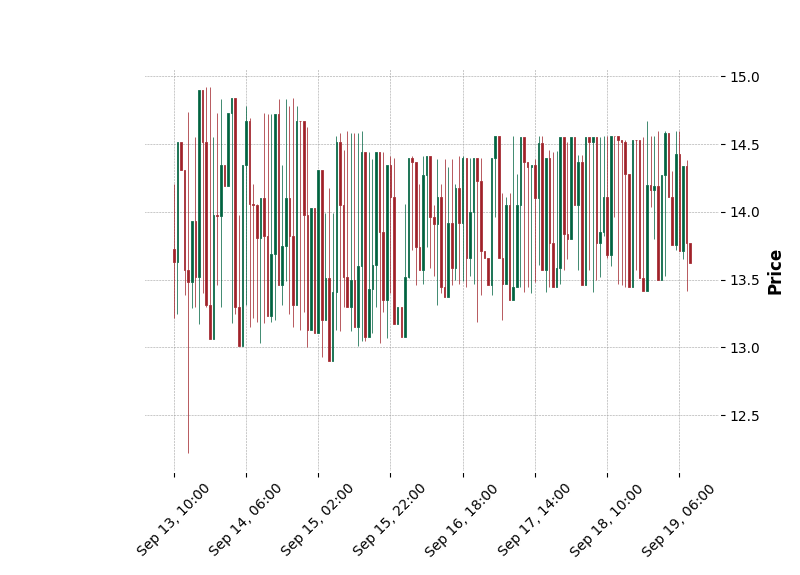 15.0
14.5
14.0
13.5
13.0
12.5
Price
Sep 13, 10:00
Sep 14, 06:00
Sep 15, 02:00
Sep 15, 22:00
Sep 16, 18:00
Sep 17, 14:00
Sep 18, 10:00
Sep 19, 06:00